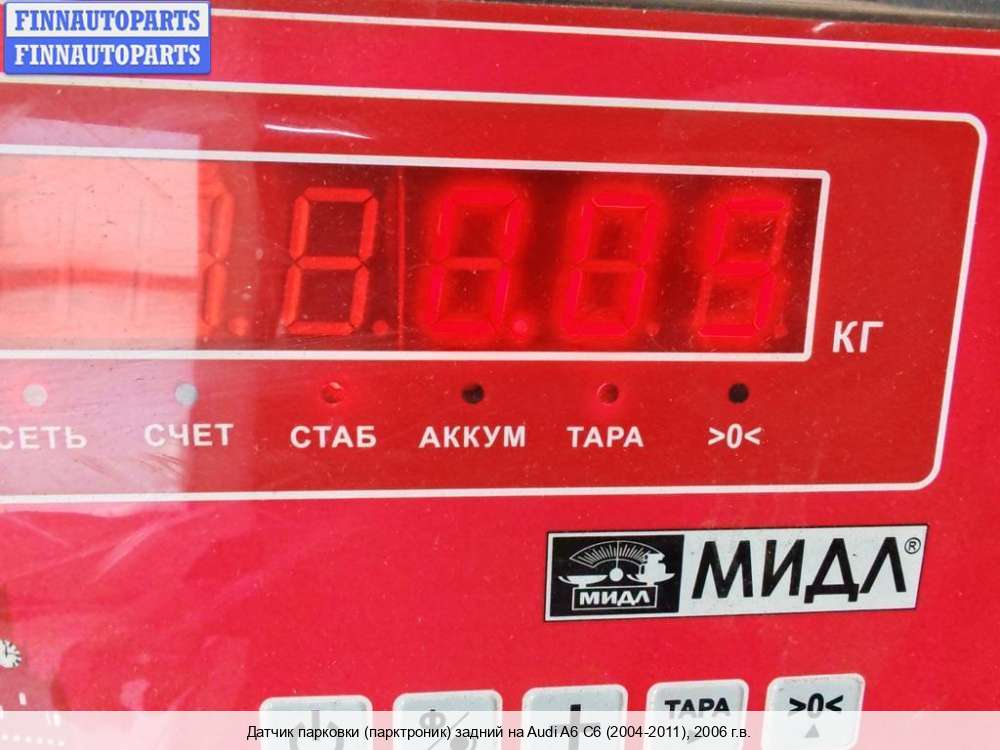 FINNAUTOPARTS
FINNAUTOPARTS
0.05
КГ
СЕТЬ СЧЕТ СТАБ АККУМ ТАРА >0<
МИДЛ МИДЛ®
ТАРА >0<
Датчик парковки (парктроник) задний на Audi A6 C6 (2004-2011), 2006 г.в.